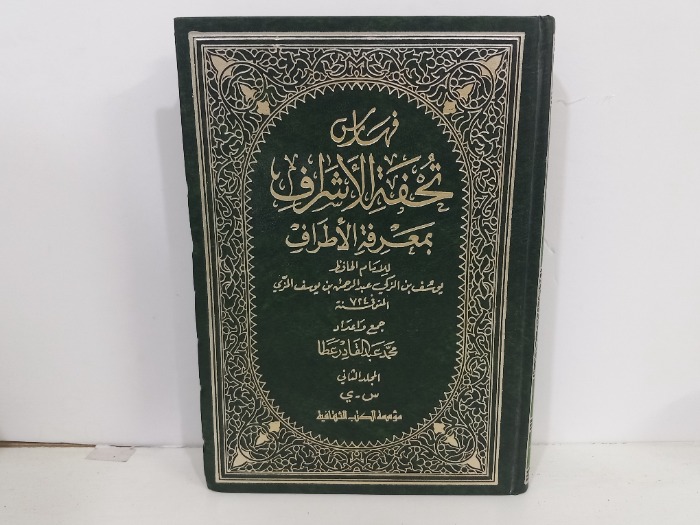 فهارس
تحفة الأشراف
بمعرفة الأطراف
للإمام الحافظ
يوسف بن الزكي عبد الرحمن بن يوسف المزي
المتوفى سنة ٧٢٤
جمع وإعداد
محمد عبد القادر عطا
المجلد الثاني
س - ي
مؤسسة الكتب الثقافية